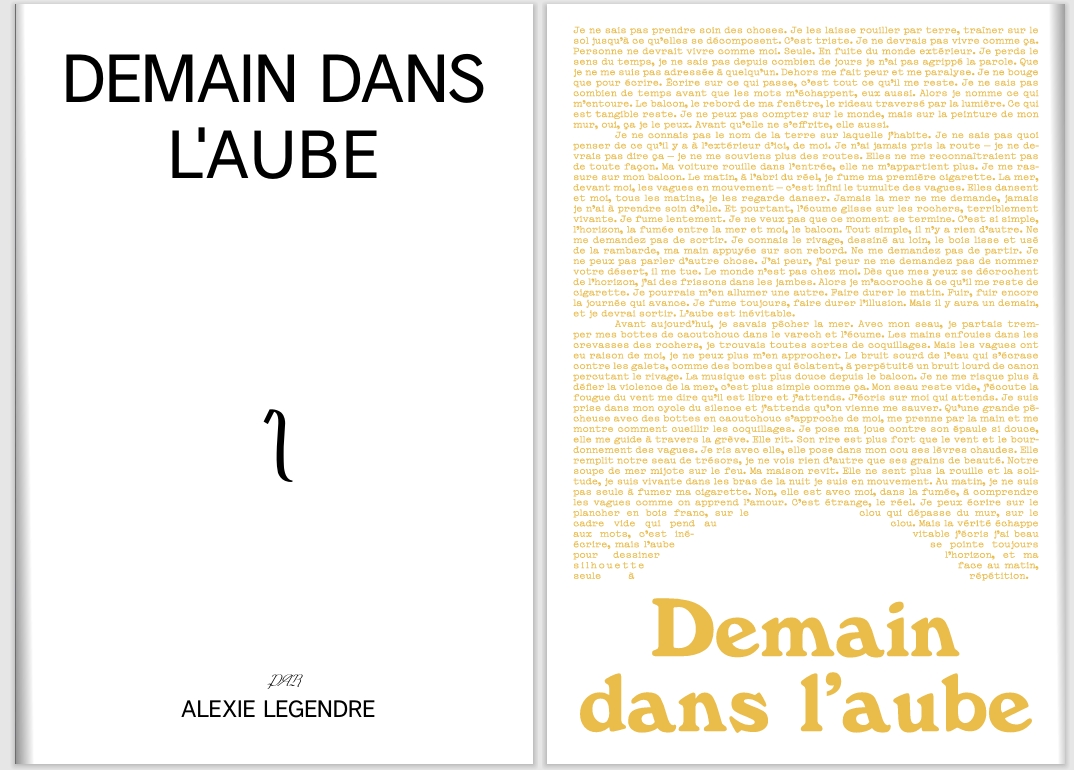 DEMAIN DANS
L'AUBE
PAR
ALEXIE LEGENDRE
Je ne sais pas prendre soin des choses. Je les laisse rouiller par terre, traîner sur le
sol jusqu'à ce qu'elles se décomposent. C'est triste. Je ne devrais pas vivre comme ça.
Personne ne devrait vivre comme moi. Seule. En fuite du monde extérieur. Je perds le
sens du temps, je ne sais pas depuis combien de jours je n'ai pas agrippé la parole. Que
je ne me suis pas adressée à quelqu'un. Dehors me fait peur et me paralyse. Je ne bouge
que pour écrire. Écrire sur ce qui passe, c'est tout ce qu'il me reste. Je ne sais pas
combien de temps avant que les mots m'échappent, eux aussi. Alors je nomme ce qui
m'entoure. Le balcon, le rebord de ma fenêtre, le rideau traversé par la lumière. Ce qui
est tangible reste. Je ne peux pas compter sur le monde, mais sur la peinture de mon
mur, oui, ça je le peux. Avant qu'elle ne s'effrite, elle aussi.
Je ne connais pas le nom de la terre sur laquelle j'habite. Je ne sais pas quoi
penser de ce qu'il y a à l'extérieur d'ici, de moi. Je n'ai jamais pris la route – je ne de-
vrais pas dire ça – je ne me souviens plus des routes. Elles ne me reconnaîtraient pas
de toute façon. Ma voiture rouille dans l'entrée, elle ne m'appartient plus. Je me ras-
sure sur mon balcon. Le matin, à l'abri du réel, je fume ma première cigarette. La mer,
devant moi, les vagues en mouvement – c'est infini le tumulte des vagues. Elles dansent
et moi, tous les matins, je les regarde danser. Jamais la mer ne me demande, jamais
je n'ai à prendre soin d'elle. Et pourtant, l'écume glisse sur les rochers, terriblement
vivante. Je fume lentement. Je ne veux pas que ce moment se termine. C'est si simple,
l'horizon, la fumée entre la mer et moi, le balcon. Tout simple, il n'y a rien d'autre. Ne
me demandez pas de sortir. Je connais le rivage, dessiné au loin, le bois lisse et usé
de la rambarde, ma main appuyée sur son rebord. Ne me demandez pas de partir. Je
ne peux pas parler d'autre chose. J'ai peur, j'ai peur ne me demandez pas de nommer
votre désert, il me tue. Le monde n'est pas chez moi. Dès que mes yeux se décrochent
de l'horizon, j'ai des frissons dans les jambes. Alors je m'accroche à ce qu'il me reste de
cigarette. Je pourrais m'en allumer une autre. Faire durer le matin. Fuir, fuir encore
la journée qui avance. Je fume toujours, faire durer l'illusion. Mais il y aura un demain,
et je devrai sortir. L'aube est inévitable.
Avant aujourd'hui, je savais pêcher la mer. Avec mon seau, je partais trem-
per mes bottes de caoutchouc dans le varech et l'écume. Les mains enfouies dans les
crevasses des rochers, je trouvais toutes sortes de coquillages. Mais les vagues ont
eu raison de moi, je ne peux plus m'en approcher. Le bruit sourd de l'eau qui s'écrase
contre les galets, comme des bombes qui éclatent, à perpétuité un bruit lourd de canon
percutant le rivage. La musique est plus douce depuis le balcon. Je ne me risque plus à
défier la violence de la mer, c'est plus simple comme ça. Mon seau reste vide, j'écoute la
fougue du vent me dire qu'il est libre et j'attends. J'écris sur moi qui attends. Je suis
prise dans mon cycle du silence et j'attends qu'on vienne me sauver. Qu'une grande pê-
cheuse avec des bottes en caoutchouc s'approche de moi, me prenne par la main et me
montre comment cueillir les coquillages. Je pose ma joue contre son épaule si douce,
elle me guide à travers la grève. Elle rit. Son rire est plus fort que le vent et le bour-
donnement des vagues. Je ris avec elle, elle pose dans mon cou ses lèvres chaudes. Elle
remplit notre seau de trésors, je ne vois rien d'autre que ses grains de beauté. Notre
soupe de mer mijote sur le feu. Ma maison revit. Elle ne sent plus la rouille et la soli-
tude, je suis vivante dans les bras de la nuit je suis en mouvement. Au matin, je ne suis
pas seule à fumer ma cigarette. Non, elle est avec moi, dans la fumée, à comprendre
les vagues comme on apprend l'amour. C'est étrange, le réel. Je peux écrire sur le
plancher en bois franc, sur le clou qui dépasse du mur, sur le
cadre vide qui pend au clou. Mais la vérité échappe
aux mots, c'est iné- vitable j'écris j'ai beau
écrire, mais l'aube se pointe toujours
pour dessiner l'horizon, et ma
silhouette face au matin,
seule à répétition.
Demain
dans l'aube